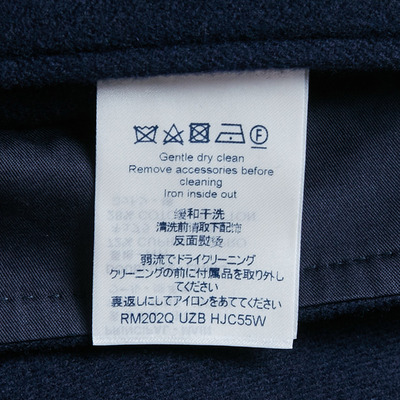 Gentle dry clean
Remove accessories before
cleaning
Iron inside out
缓和干洗
清洗前请取下配饰
反面熨烫
弱流でドライクリーニング
クリーニングの前に付属品を取り外し
てください
裏返しにしてアイロンをあててください
RM202Q UZB HJC55W